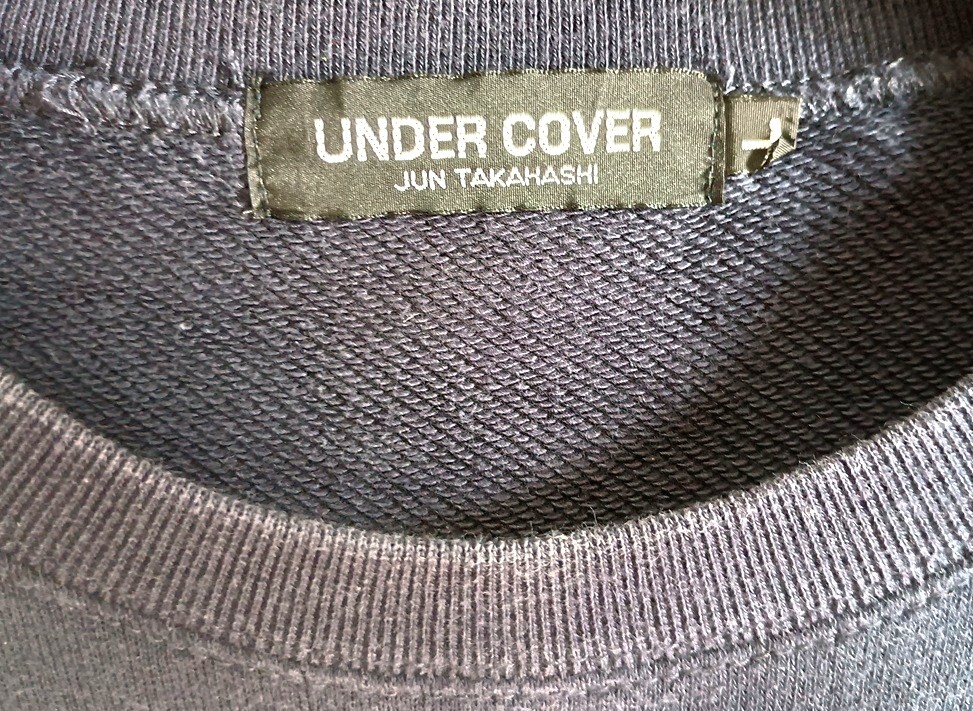 UNDER COVER
JUN TAKAHASHI
L